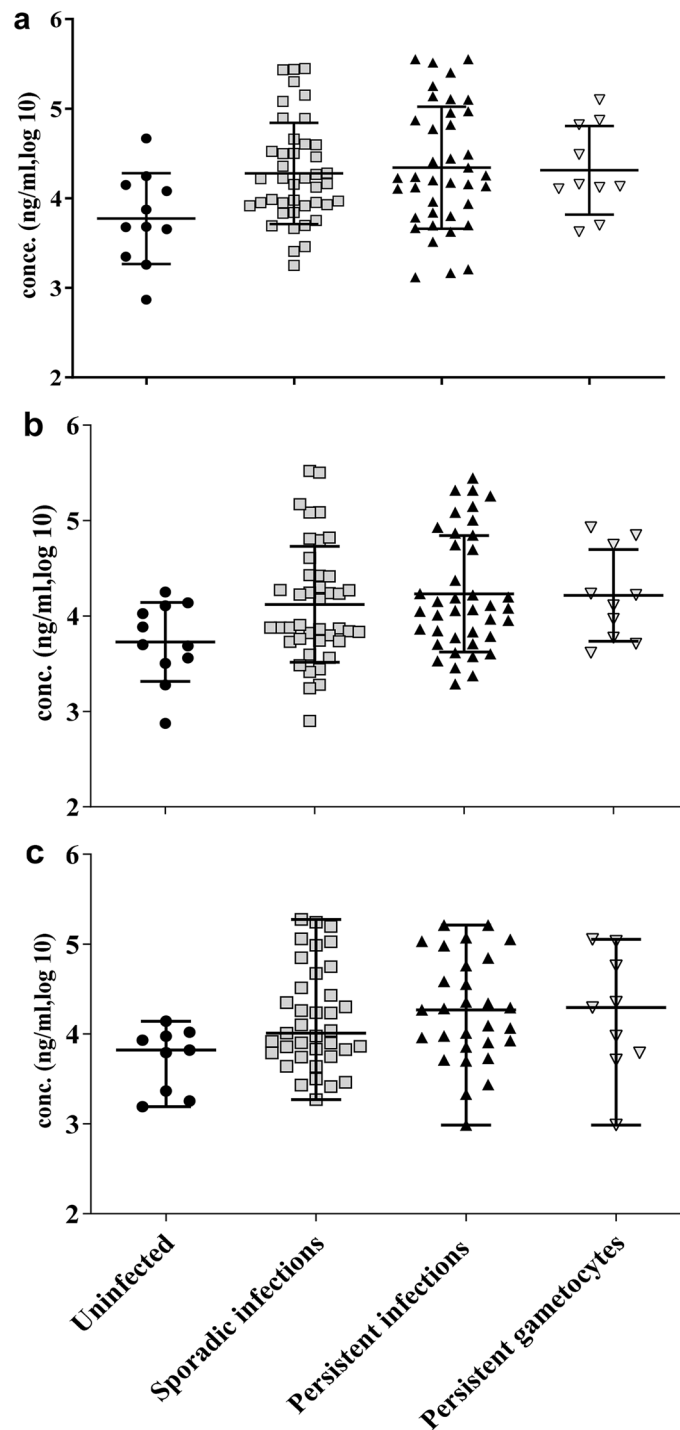 a
6
5
4
3
2
conce. (ng/ml,log 10)
b
6
5
4
3
2
conc. (ng/ml,log 10)
c
6
5
4
3
2
conc. (ng/ml,log 10)
Uninfected
Sporadic infections
Persistent infections
Persistent gametocytes